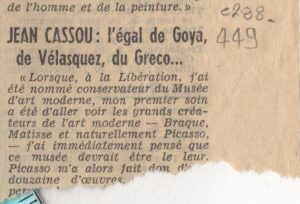 de l'homme et de la peinture. »
JEAN CASSOU : l'égal de Goya,
de Vélasquez, du Greco...
« Lorsque, à la Libération, j'ai
été nommé conservateur du Musée
d'art moderne, mon premier soin
a été d'aller voir les grands créa-
teurs de l'art moderne — Braque,
Matisse et naturellement Picasso,
— j'ai immédiatement pensé que
ce musée devrait être le leur.
Picasso m'a alors fait don d'
douzaine d'œuvres.
per
449